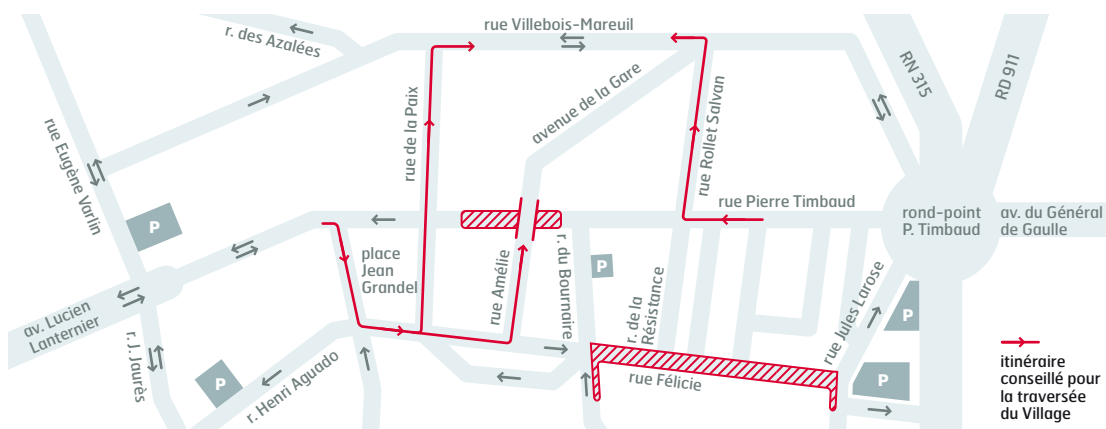 rue Villebois-Mareuil
r. des Azalées
RN 315
RD 911
avenue de la Gare
rue de la Paix
rue Eugène Varlin
rue Rollet Salvan
P
rue Pierre Timbaud
rond-point
P. Timbaud
av. du Général
de Gaulle
place
Jean
Grandel
rue Amélie
r. du Bournaire
P
r. de la
Résistance
rue Jules Larose
P
av. Lucien
Lanternier
r. J. Jaurès
P
r. Henri Aguado
rue Félicie
P
itinéraire
conseillé pour
la traversée
du Village